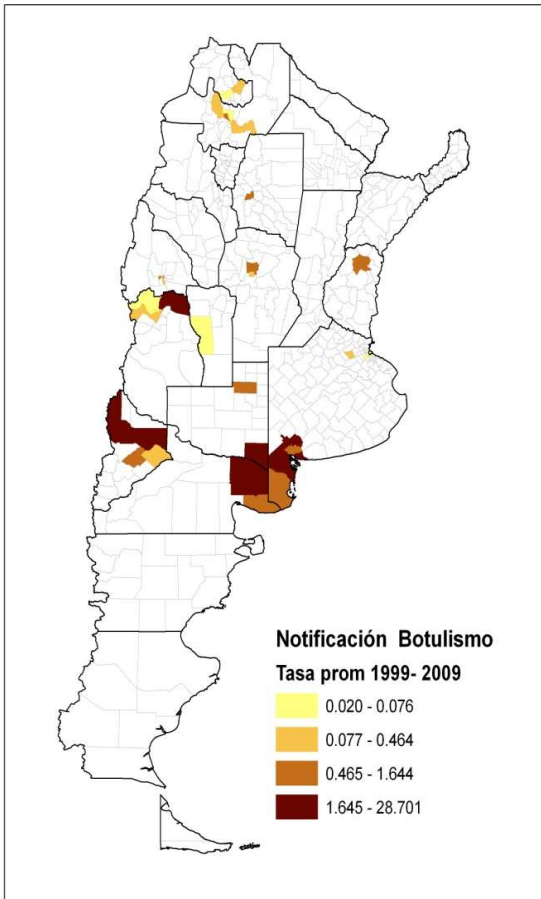 Notificación Botulismo
Tasa prom 1999- 2009
0.020 - 0.076
0.077 - 0.464
0.465 - 1.644
1.645 - 28.701